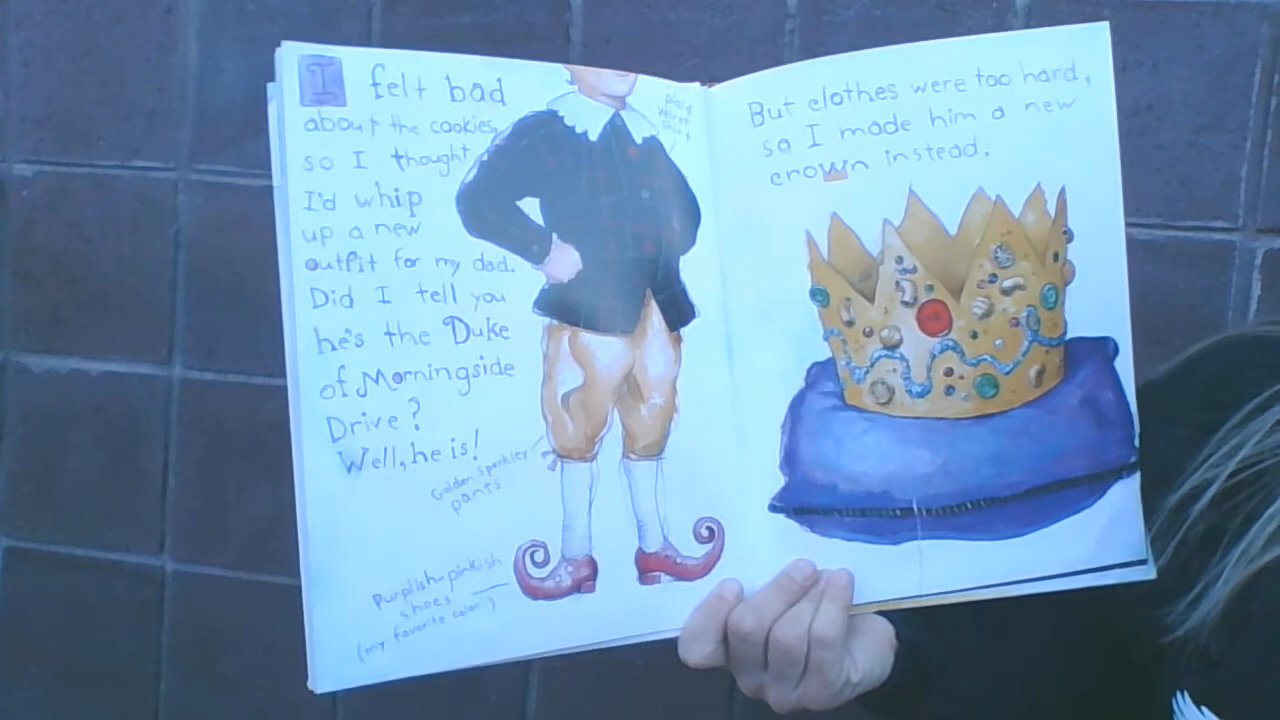 I felt bad
about the cookies,
so I thought
I'd whip
up a new
outfit for my dad.
Did I tell you
he's the Duke
of Morningside
Drive?
Well, he is!
plaid
velvet
shirt
Golden sparkley
pants
Purplish-pinkish
shoes
(my favorite color)
But clothes were too hard,
so I made him a new
crown instead.